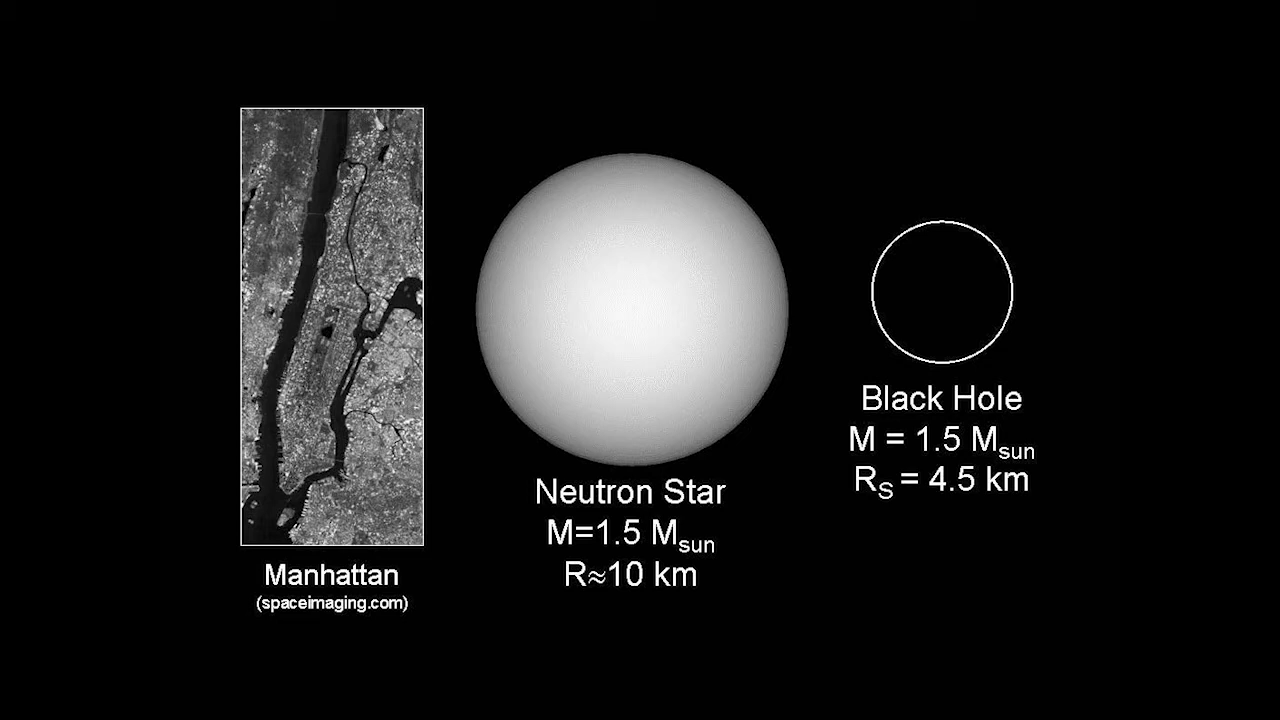 Manhattan
(spaceimaging.com)
Neutron Star
M=1.5 Msun
R≈10 km
Black Hole
M = 1.5 Msun
RS = 4.5 km